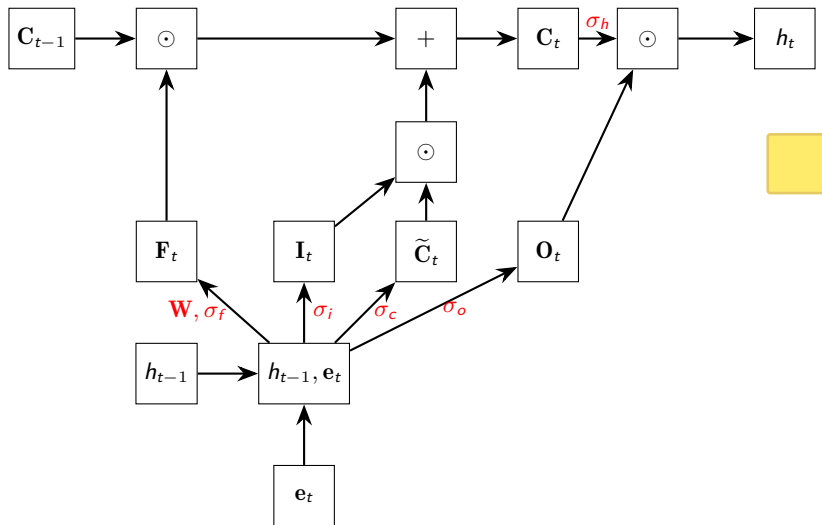 C_{t−1} ⊙ + C_t σ_h ⊙ h_t
⊙
F_t I_t C̃_t O_t
W, σ_f σ_i σ_c σ_o
h_{t−1} h_{t−1}, e_t
e_t